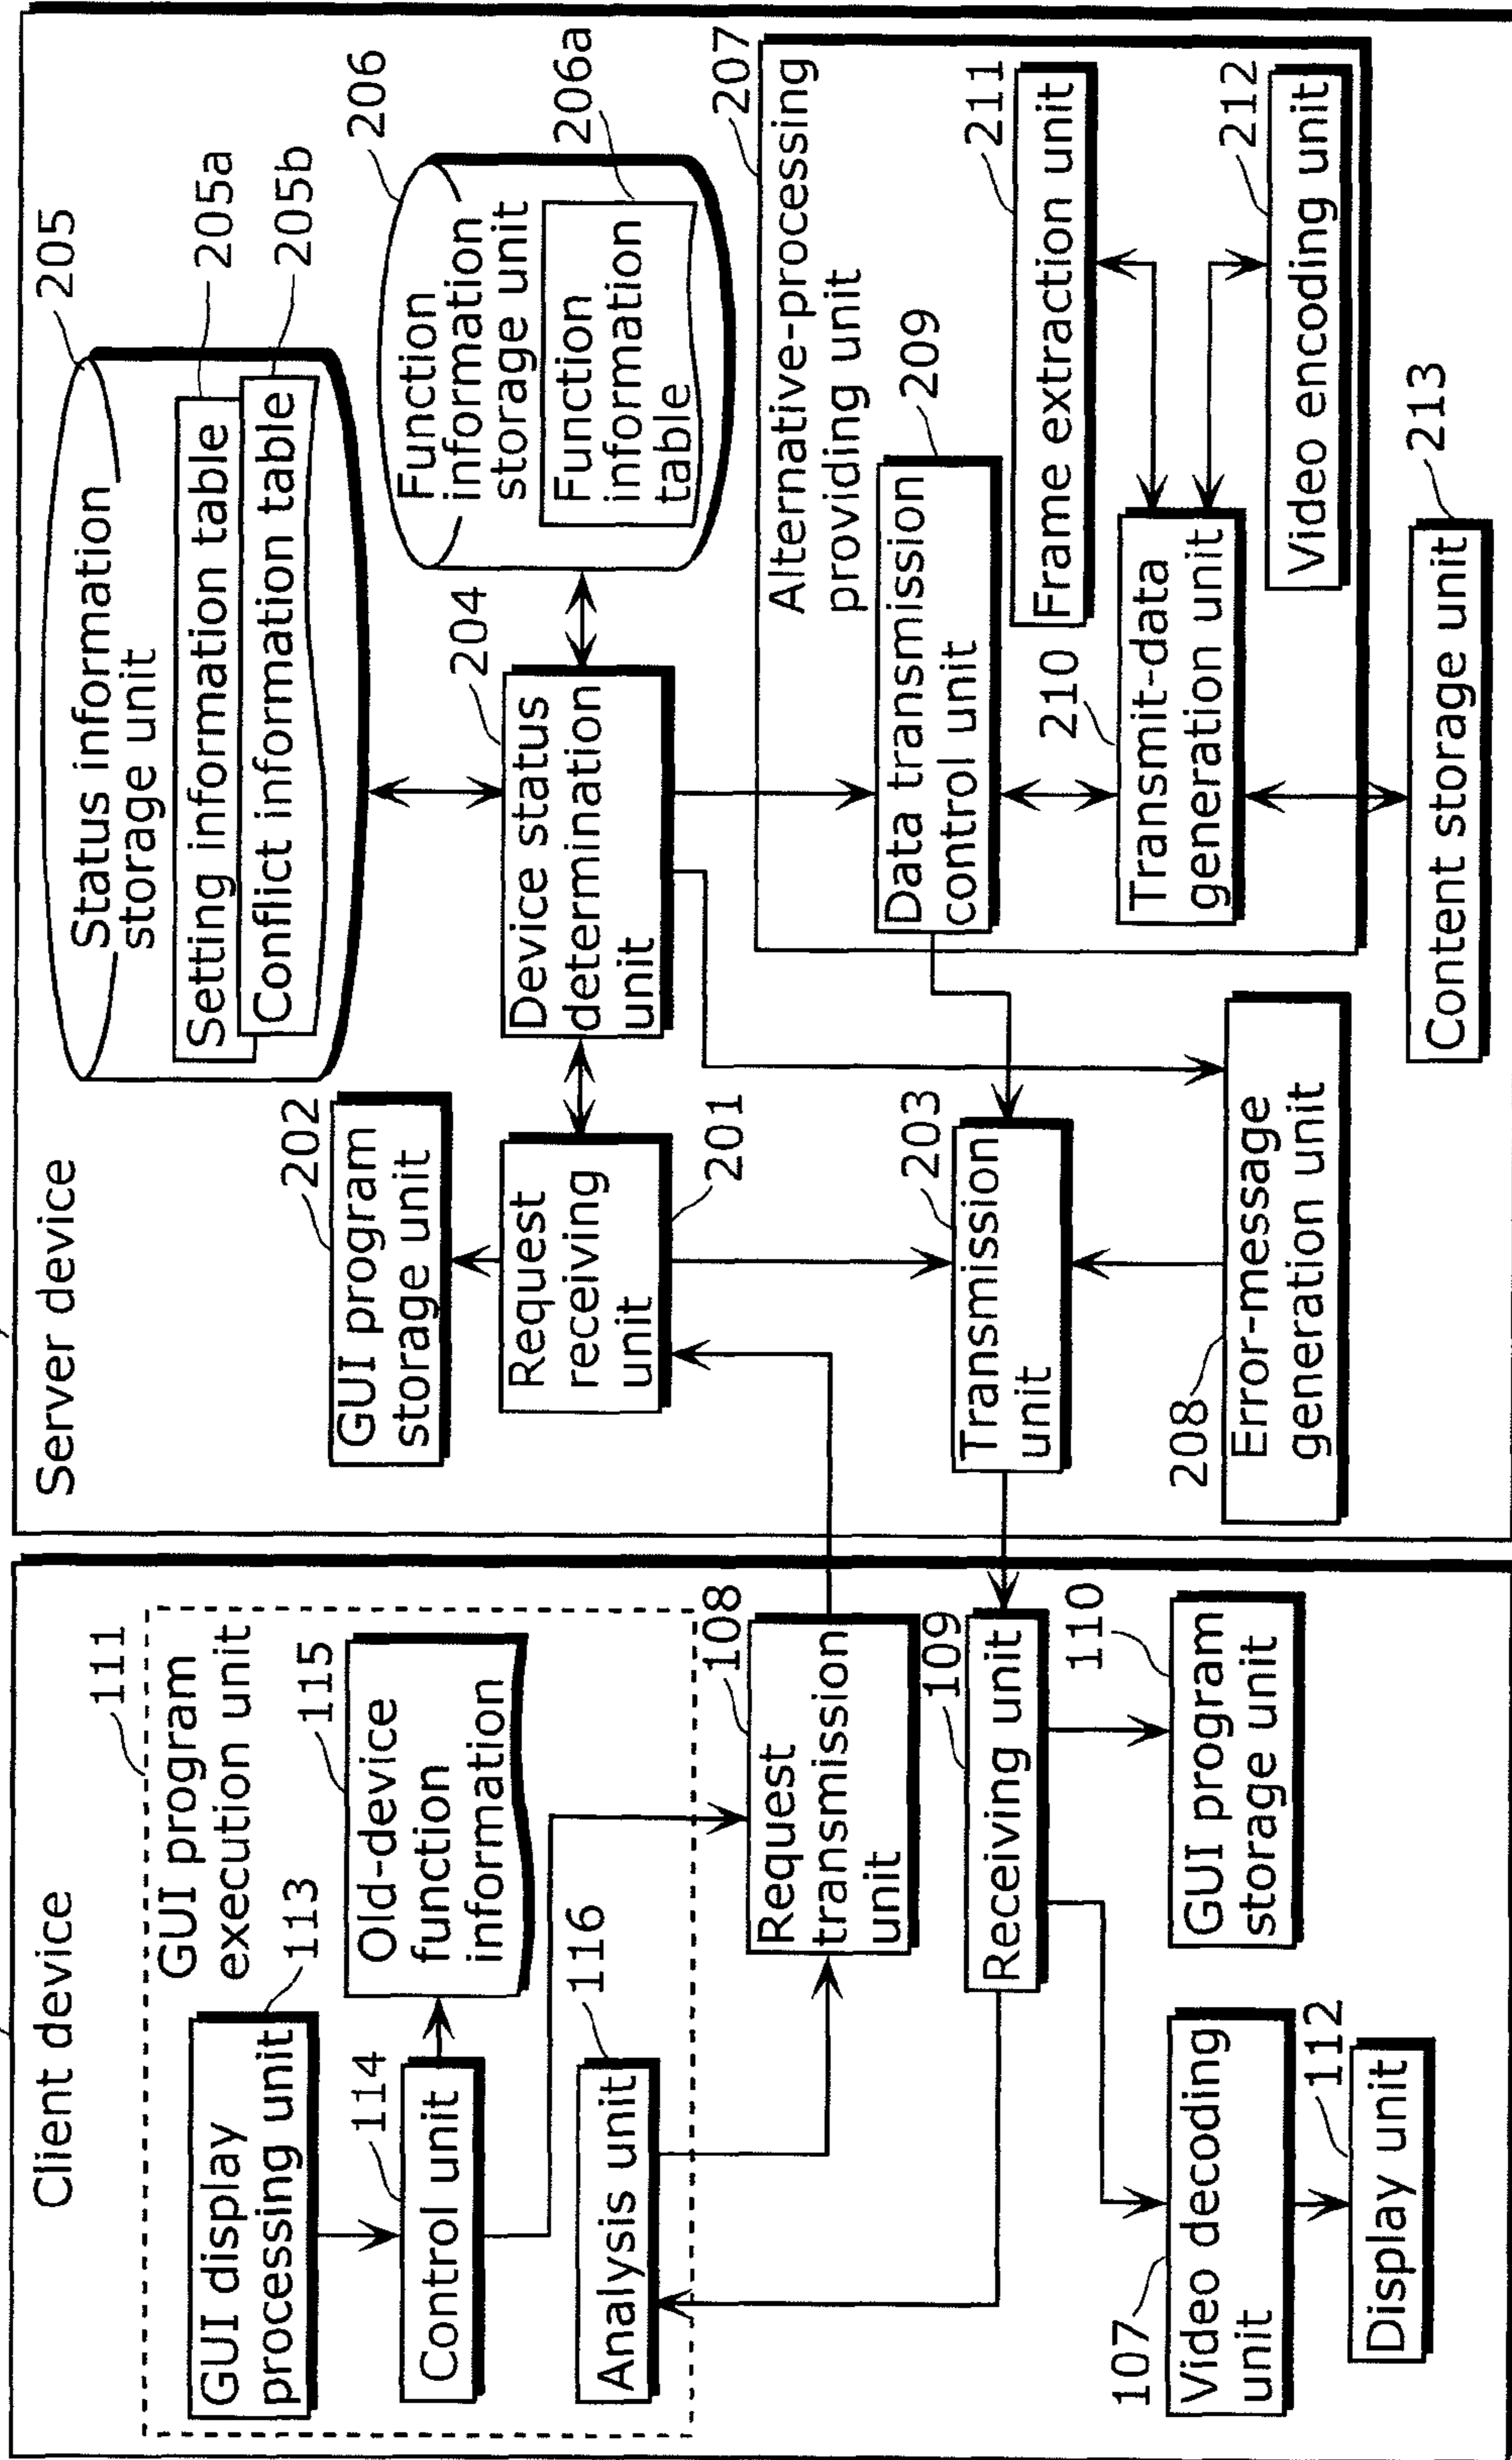 Client device
111
GUI program
execution unit
GUI display
processing unit
113
115
Old-device
function
information
114
Control unit
116
Analysis unit
108
Request
transmission
unit
109
Receiving unit
110
GUI program
storage unit
107
Video decoding
unit
112
Display unit
Server device
202
GUI program
storage unit
Request
receiving
unit
201
203
Transmission
unit
208
Error-message
generation unit
205
Status information
storage unit
205a
Setting information table
205b
Conflict information table
204
Device status
determination
unit
206
Function
information
storage unit
206a
Function
information
table
207
Alternative-processing
providing unit
209
Data transmission
control unit
211
Frame extraction unit
210
Transmit-data
generation unit
212
Video encoding unit
213
Content storage unit